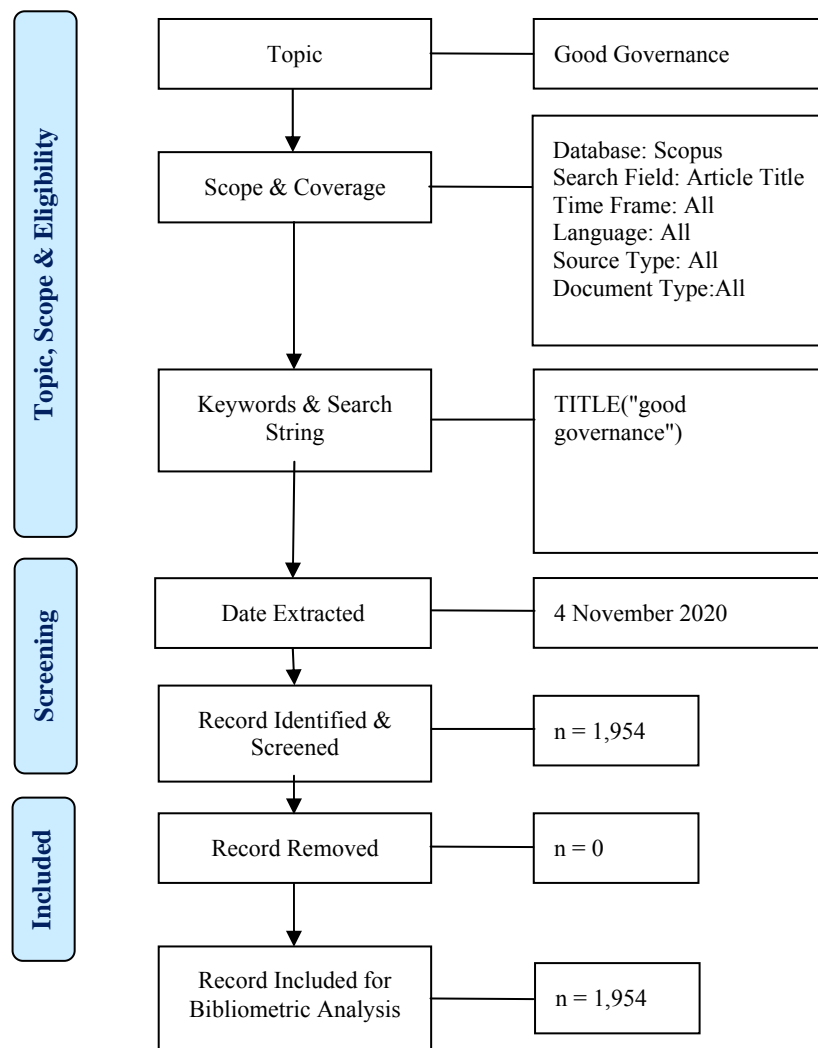 Topic, Scope & Eligibility
Topic
Good Governance
Scope & Coverage
Database: Scopus
Search Field: Article Title
Time Frame: All
Language: All
Source Type: All
Document Type:All
Keywords & Search
String
TITLE("good
governance")
Screening
Date Extracted
4 November 2020
Record Identified &
Screened
n = 1,954
Included
Record Removed
n = 0
Record Included for
Bibliometric Analysis
n = 1,954